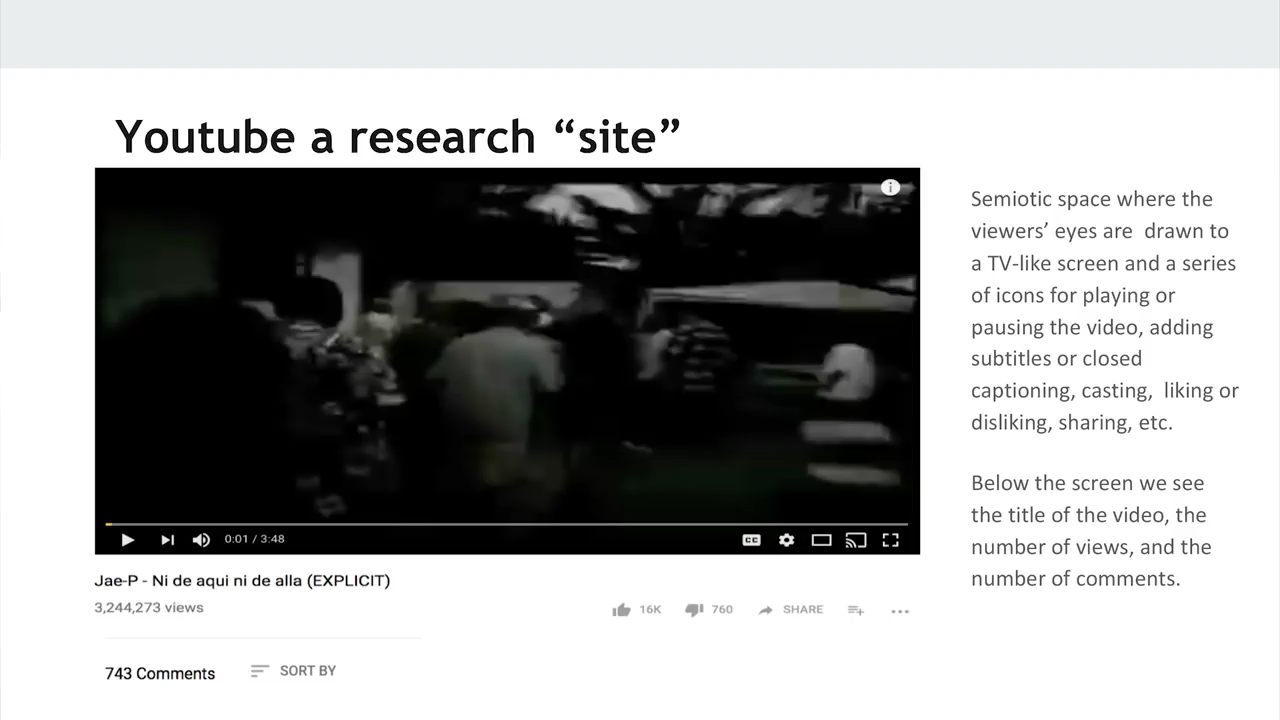 Youtube a research “site”
Semiotic space where the
viewers’ eyes are  drawn to
a TV-like screen and a series
of icons for playing or
pausing the video, adding
subtitles or closed
captioning, casting,  liking or
disliking, sharing, etc.
Below the screen we see
the title of the video, the
number of views, and the
number of comments.
0:01 / 3:48
CC
Jae-P - Ni de aqui ni de alla (EXPLICIT)
3,244,273 views
16K 760 SHARE
743 Comments SORT BY